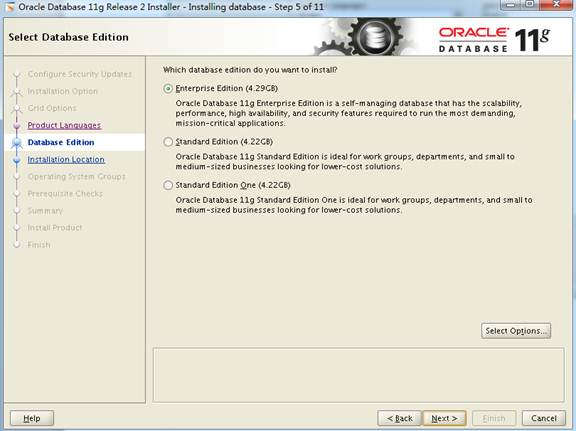 Oracle Database 11g Release 2 Installer - Installing database - Step 5 of 11
Select Database Edition
ORACLE
DATABASE
11g
Configure Security Updates
Installation Option
Grid Options
Product Languages
Database Edition
Installation Location
Operating System Groups
Prerequisite Checks
Summary
Install Product
Finish
Which database edition do you want to install?
Enterprise Edition (4.29GB)
Oracle Database 11g Enterprise Edition is a self-managing database that has the scalability,
performance, high availability, and security features required to run the most demanding,
mission-critical applications.
Standard Edition (4.22GB)
Oracle Database 11g Standard Edition is ideal for work groups, departments, and small to
medium-sized businesses looking for lower-cost solutions.
Standard Edition One (4.22GB)
Oracle Database 11g Standard Edition One is ideal for work groups, departments, and small to
medium-sized businesses looking for lower-cost solutions.
Select Options...
Help
< Back
Next >
Finish
Cancel